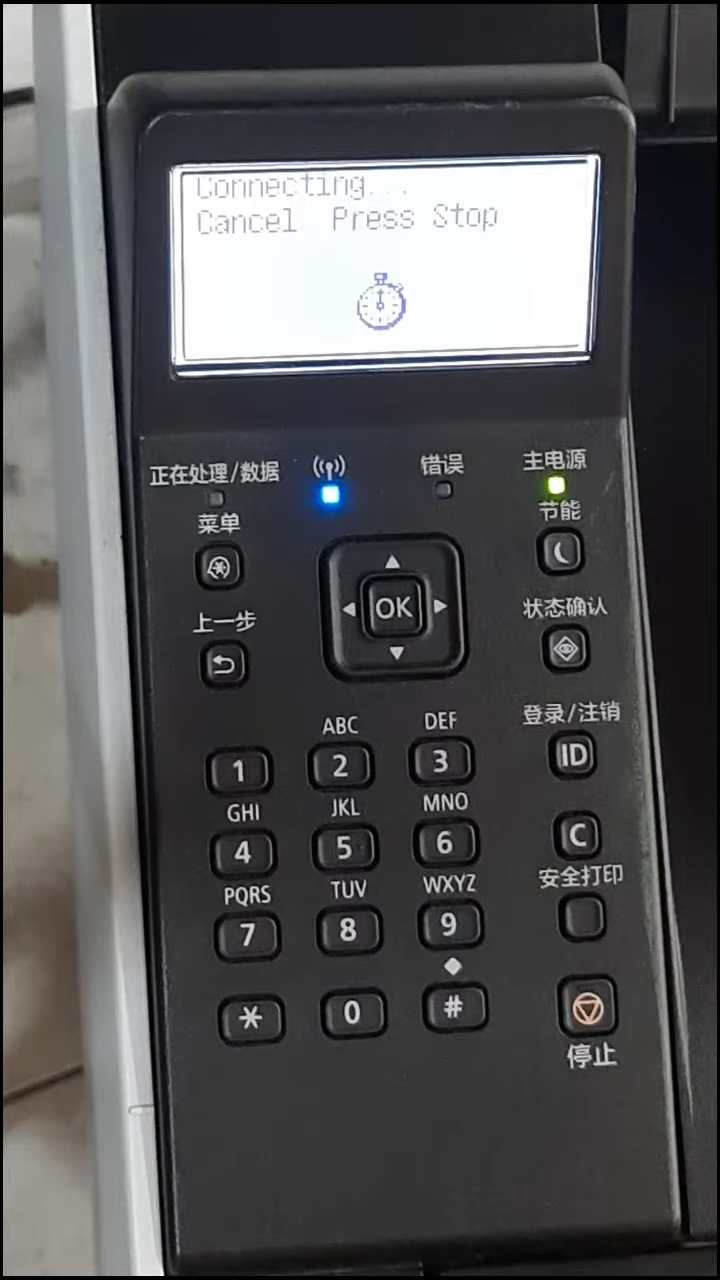 Connecting...
Cancel Press Stop
正在处理/数据
错误
主电源
菜单
节能
OK
上一步
状态确认
登录/注销
ABC
DEF
1
2
3
ID
GHI
JKL
MNO
4
5
6
C
PQRS
TUV
WXYZ
安全打印
7
8
9
*
0
#
停止